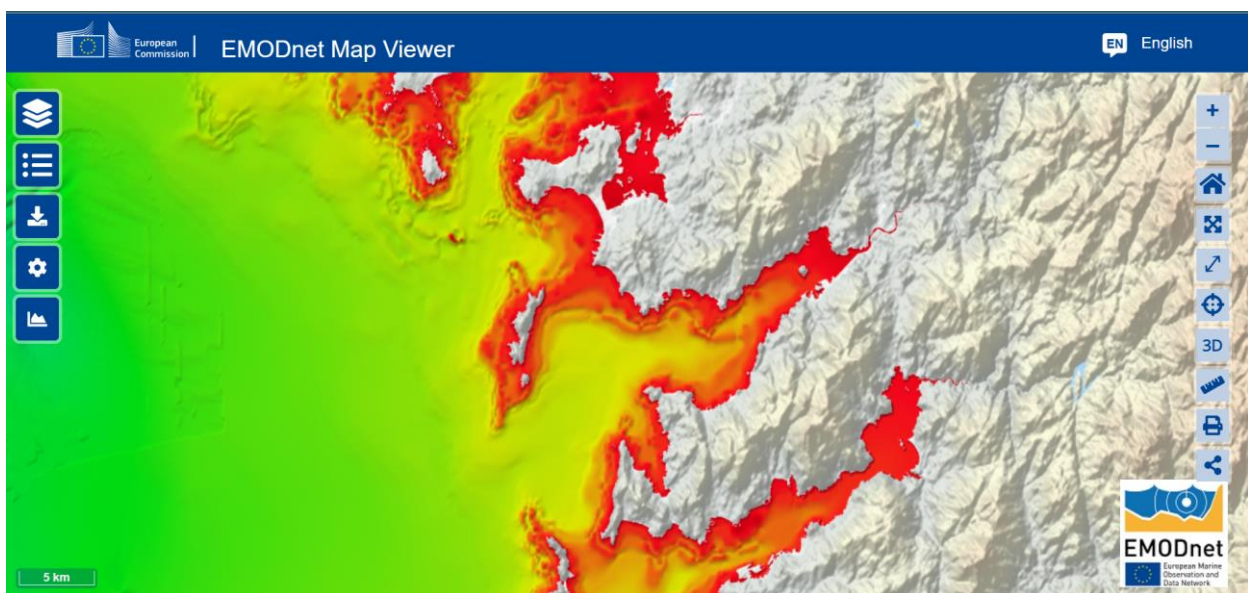 European
Commission
EMODnet Map Viewer
EN
English
+
−
3D
5 km
EMODnet
European Marine
Observation and
Data Network